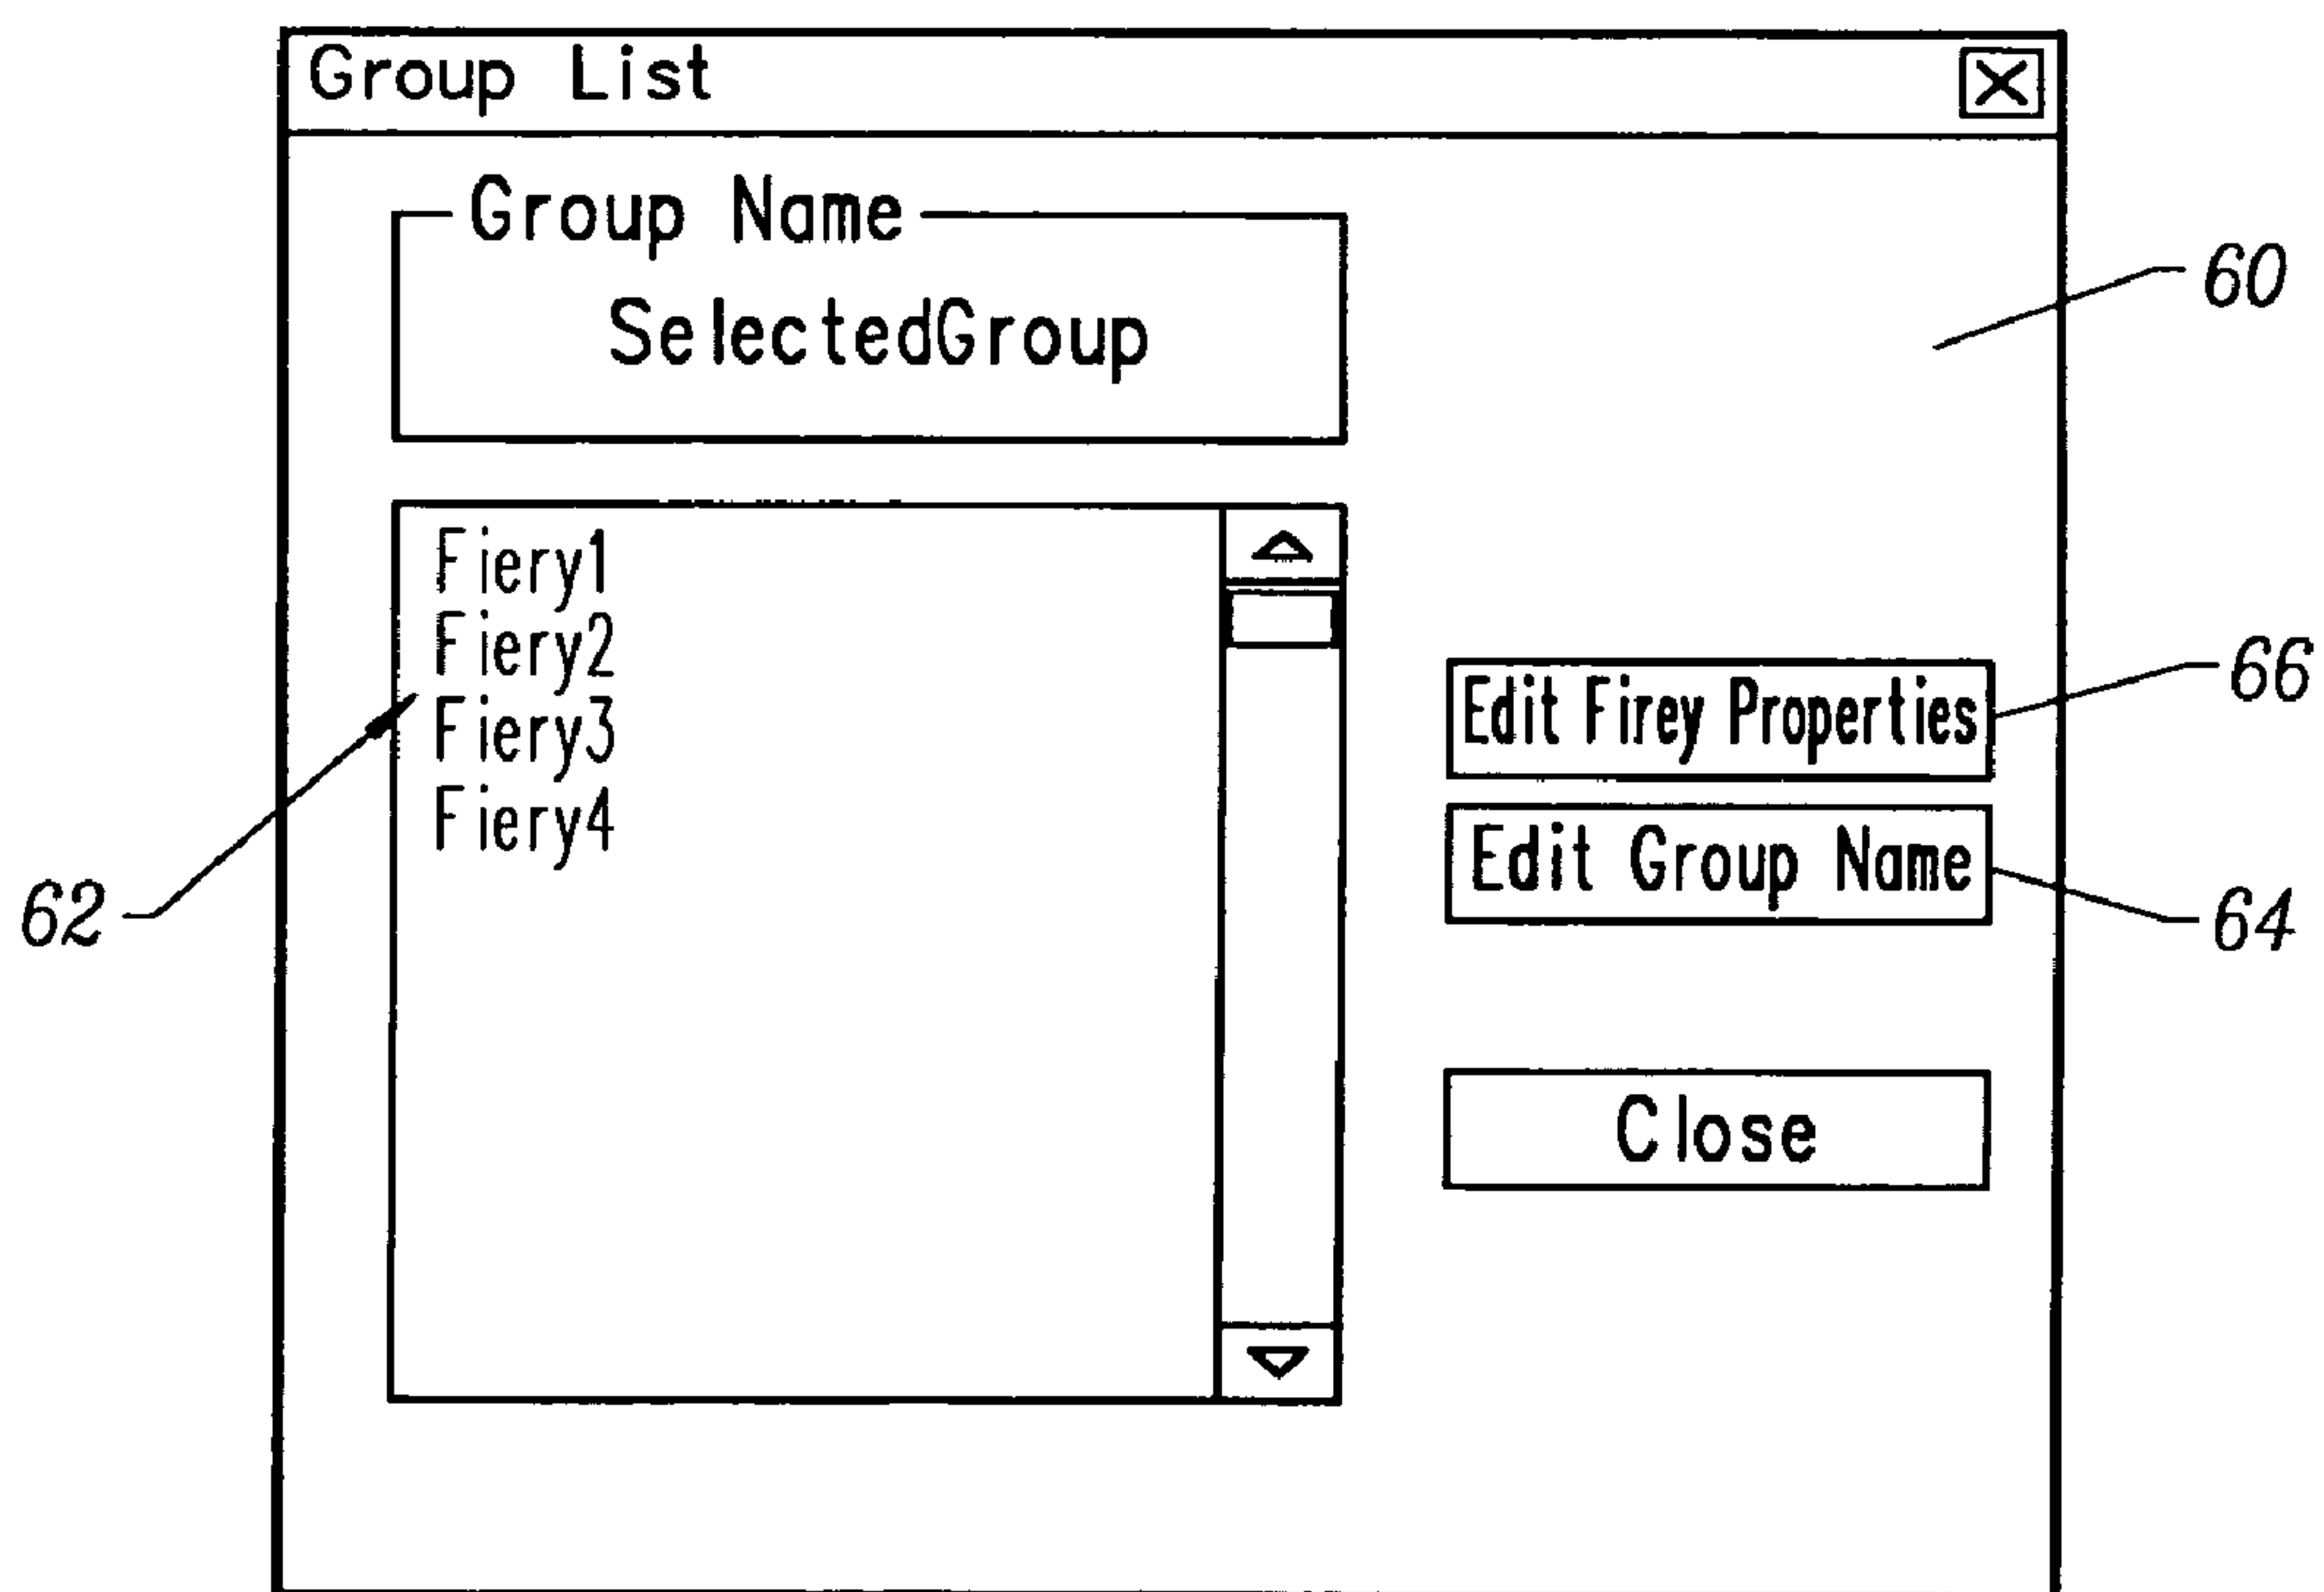 Group List
Group Name
SelectedGroup
60
Fiery1
Fiery2
Fiery3
Fiery4
62
Edit Firey Properties
66
Edit Group Name
64
Close